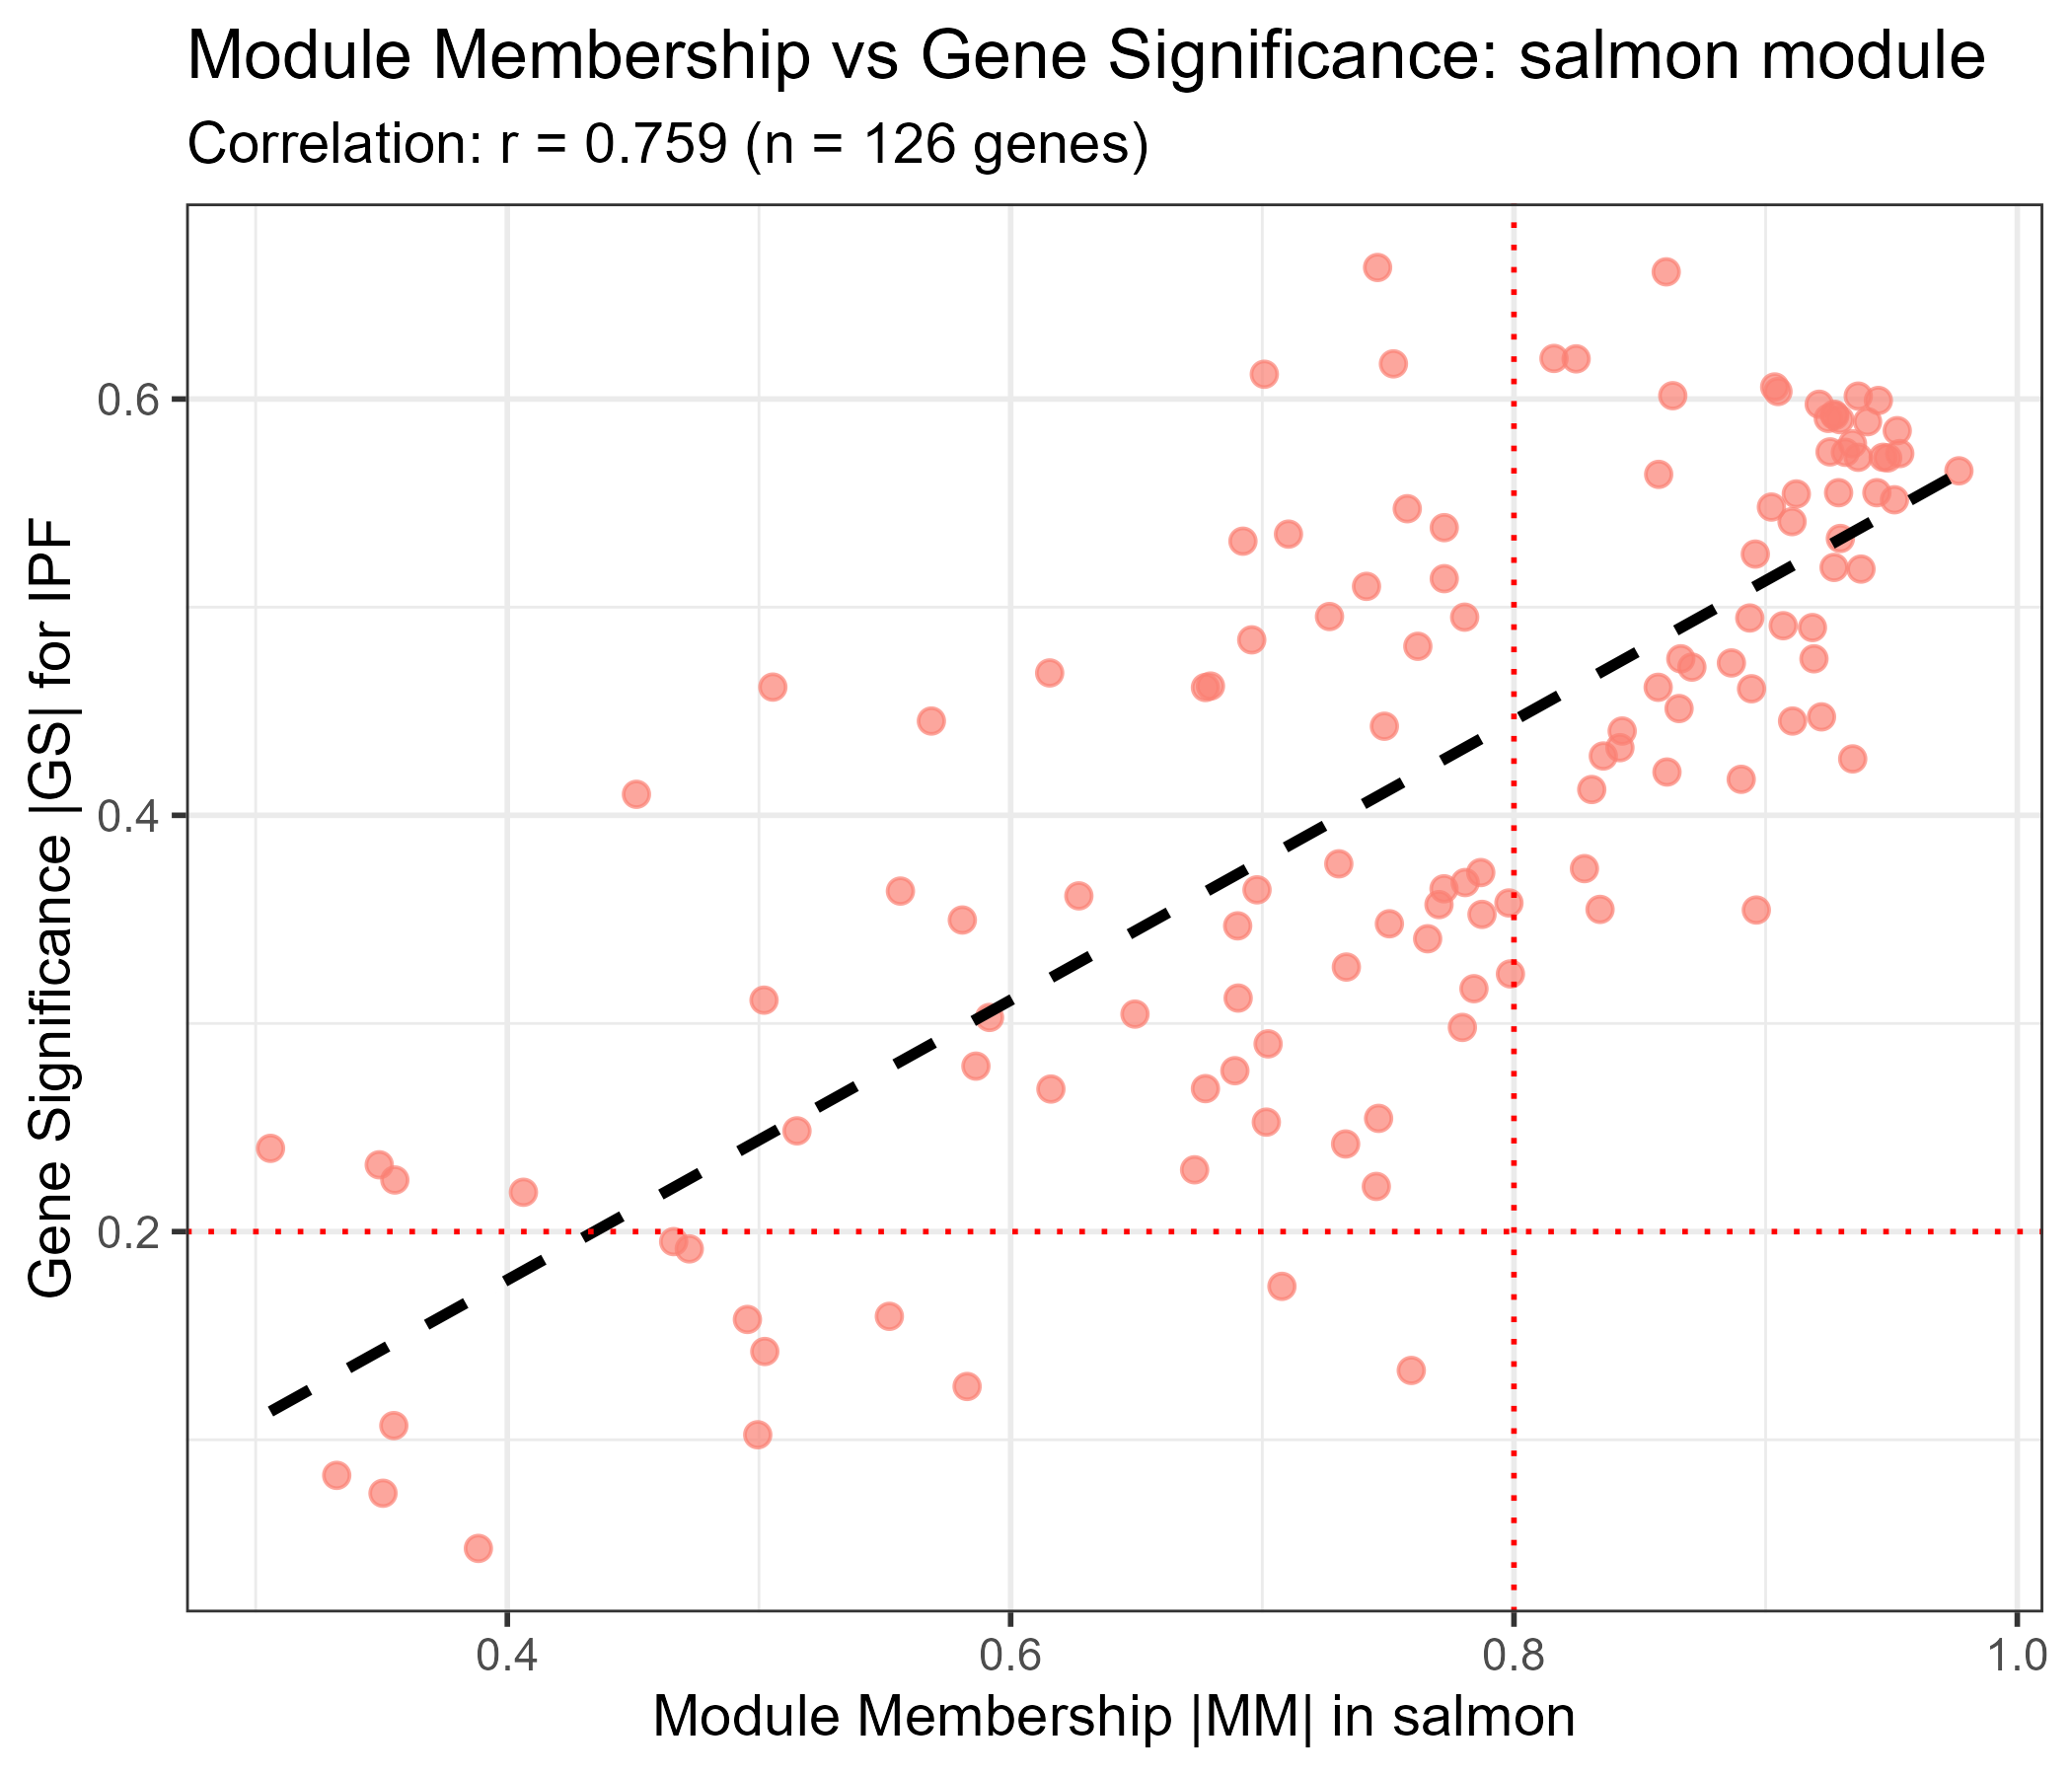 Module Membership vs Gene Significance: salmon module
Correlation: r = 0.759 (n = 126 genes)
Gene Significance |GS| for IPF
0.6
0.4
0.2
0.4
0.6
0.8
1.0
Module Membership |MM| in salmon